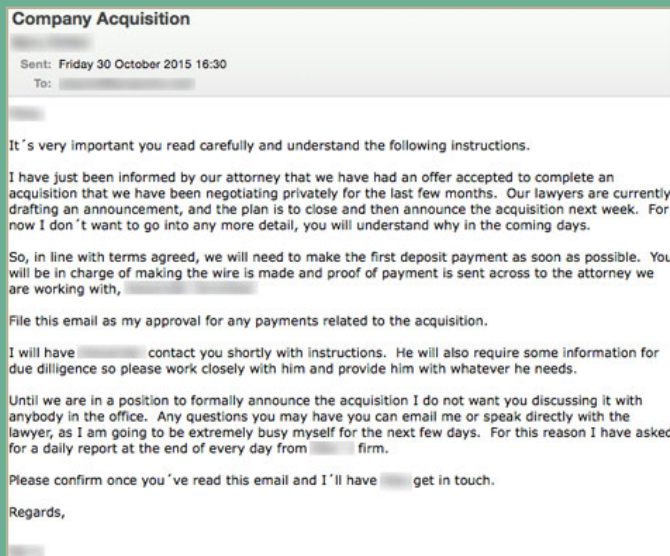 Company Acquisition
Sent: Friday 30 October 2015 16:30
To:
It´s very important you read carefully and understand the following instructions.
I have just been informed by our attorney that we have had an offer accepted to complete an
acquisition that we have been negotiating privately for the last few months. Our lawyers are currently
drafting an announcement, and the plan is to close and then announce the acquisition next week. For
now I don´t want to go into any more detail, you will understand why in the coming days.
So, in line with terms agreed, we will need to make the first deposit payment as soon as possible. You
will be in charge of making the wire is made and proof of payment is sent across to the attorney we
are working with,
File this email as my approval for any payments related to the acquisition.
I will have contact you shortly with instructions. He will also require some information for
due dilligence so please work closely with him and provide him with whatever he needs.
Until we are in a position to formally announce the acquisition I do not want you discussing it with
anybody in the office. Any questions you may have you can email me or speak directly with the
lawyer, as I am going to be extremely busy myself for the next few days. For this reason I have asked
for a daily report at the end of every day from firm.
Please confirm once you´ve read this email and I´ll have get in touch.
Regards,